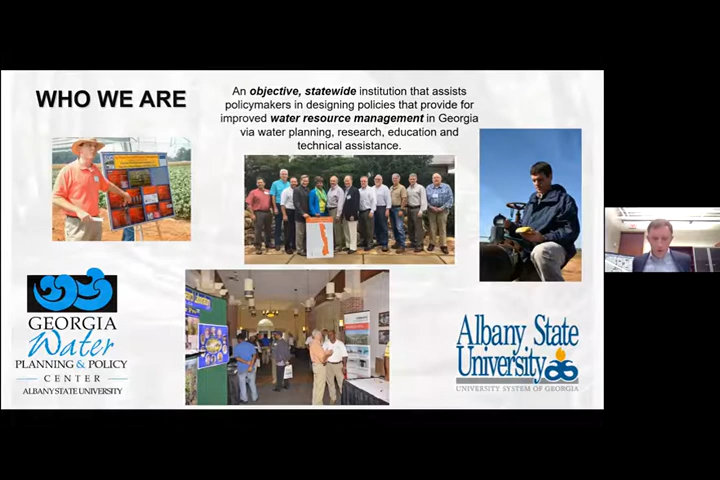 WHO WE ARE
An objective, statewide institution that assists
policymakers in designing policies that provide for
improved water resource management in Georgia
via water planning, research, education and
technical assistance.
GEORGIA
Water
PLANNING & POLICY
CENTER
ALBANY STATE UNIVERSITY
Albany State
University
UNIVERSITY SYSTEM OF GEORGIA